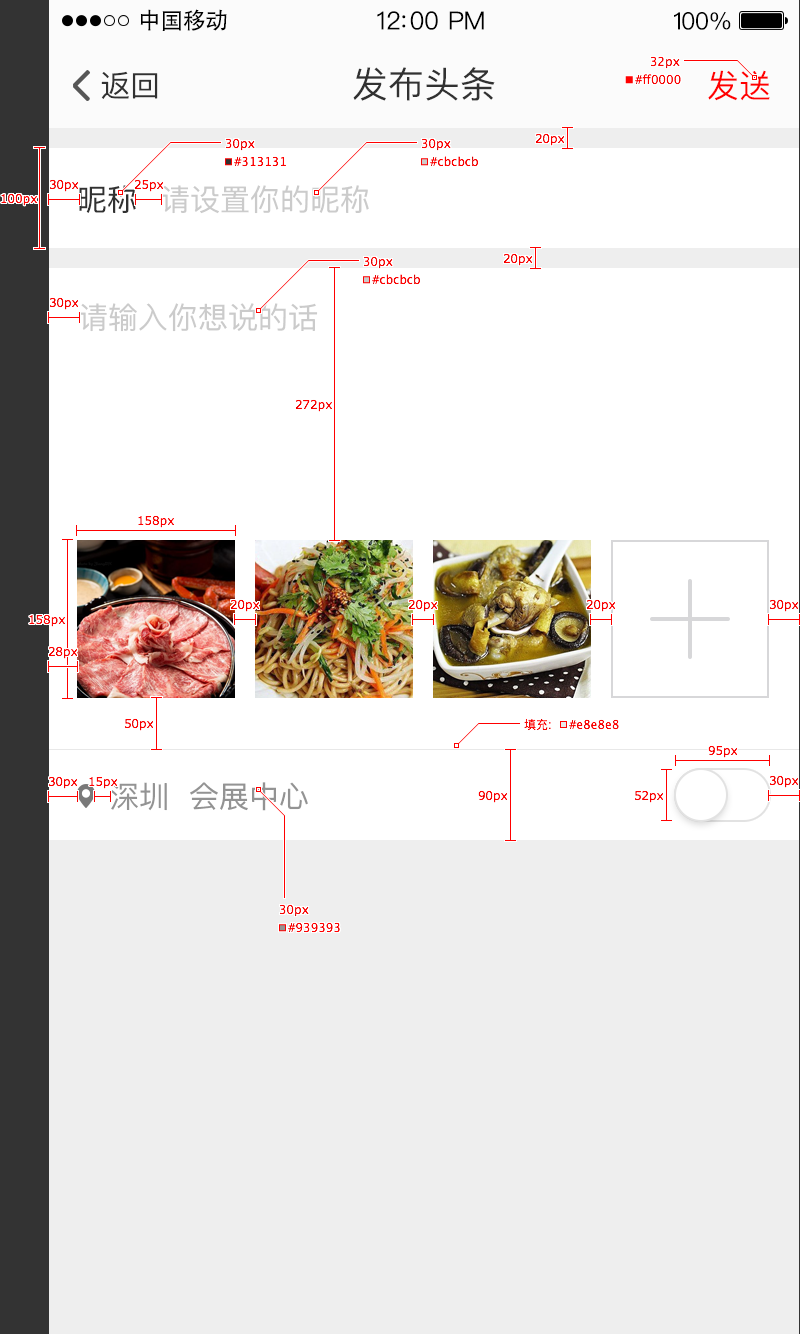 中国移动 12:00 PM 100%
返回 发布头条 发送
32px
#ff0000
20px
30px
#313131
30px
#cbcbcb
100px
30px 昵称 25px 请设置你的昵称
20px
30px
#cbcbcb
30px 请输入你想说的话
272px
158px
158px
20px 20px 20px 30px
28px
50px
填充: #e8e8e8
95px
30px 15px 深圳 会展中心 90px 52px 30px
30px
#939393